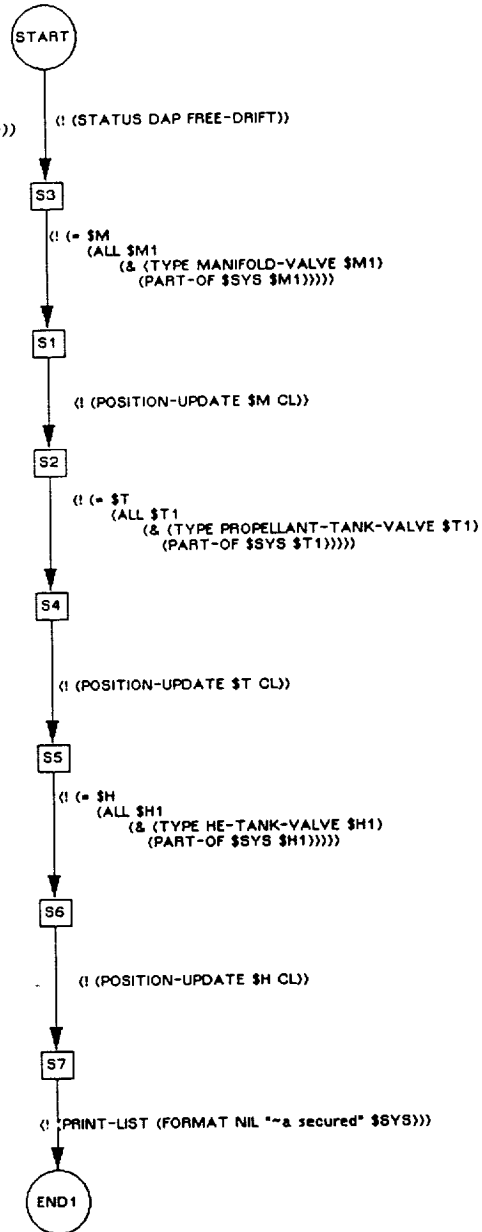 START
))
(! (STATUS DAP FREE-DRIFT))
S3
(! (= $M
(ALL $M1
(& (TYPE MANIFOLD-VALVE $M1)
(PART-OF $SYS $M1)))))
S1
(! (POSITION-UPDATE $M CL))
S2
(! (= $T
(ALL $T1
(& (TYPE PROPELLANT-TANK-VALVE $T1)
(PART-OF $SYS $T1)))))
S4
(! (POSITION-UPDATE $T CL))
S5
(! (= $H
(ALL $H1
(& (TYPE HE-TANK-VALVE $H1)
(PART-OF $SYS $H1)))))
S6
(! (POSITION-UPDATE $H CL))
S7
(! (PRINT-LIST (FORMAT NIL "~a secured" $SYS)))
END1